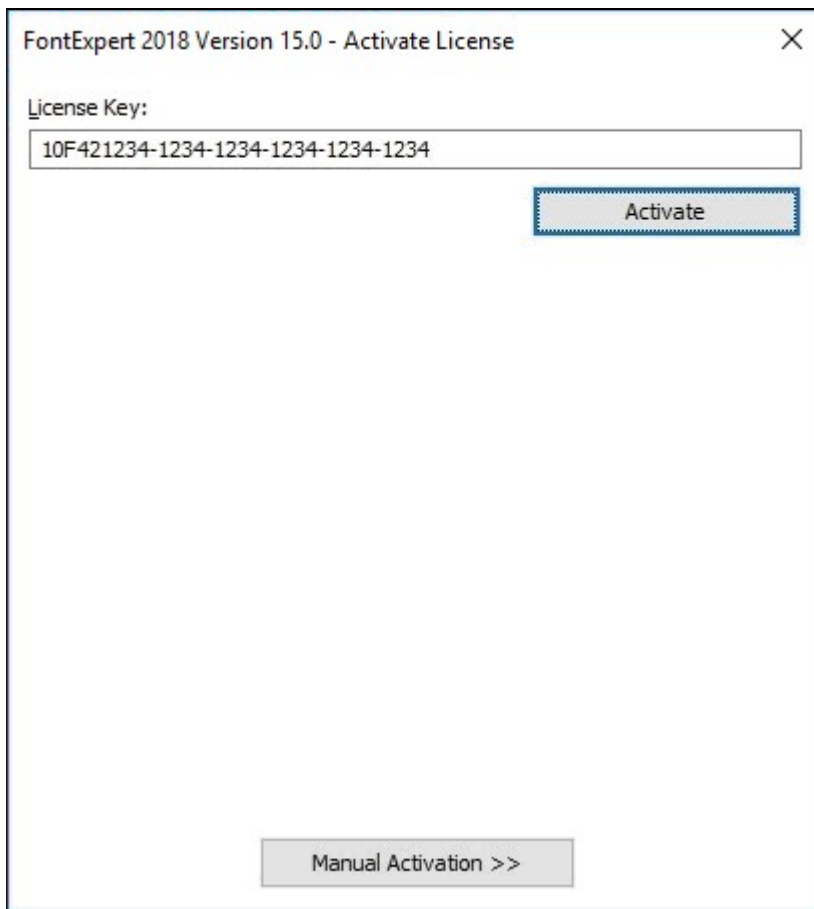 FontExpert 2018 Version 15.0 - Activate License
License Key:
10F421234-1234-1234-1234-1234-1234
Activate
Manual Activation >>